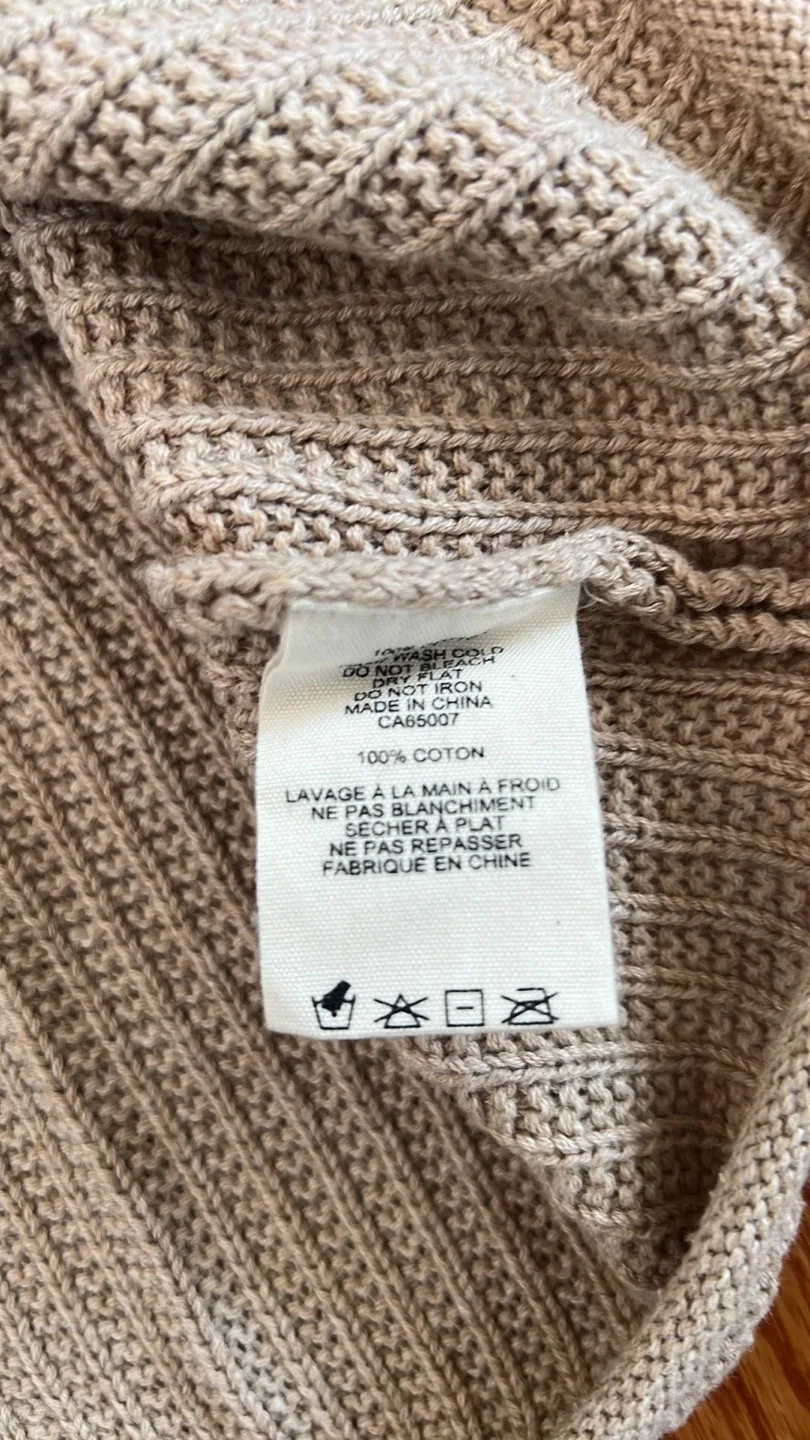 100%
WASH COLD
DO NOT BLEACH
DRY FLAT
DO NOT IRON
MADE IN CHINA
CA65007
100% COTON
LAVAGE À LA MAIN À FROID
NE PAS BLANCHIMENT
SÉCHER À PLAT
NE PAS REPASSER
FABRIQUÉ EN CHINE